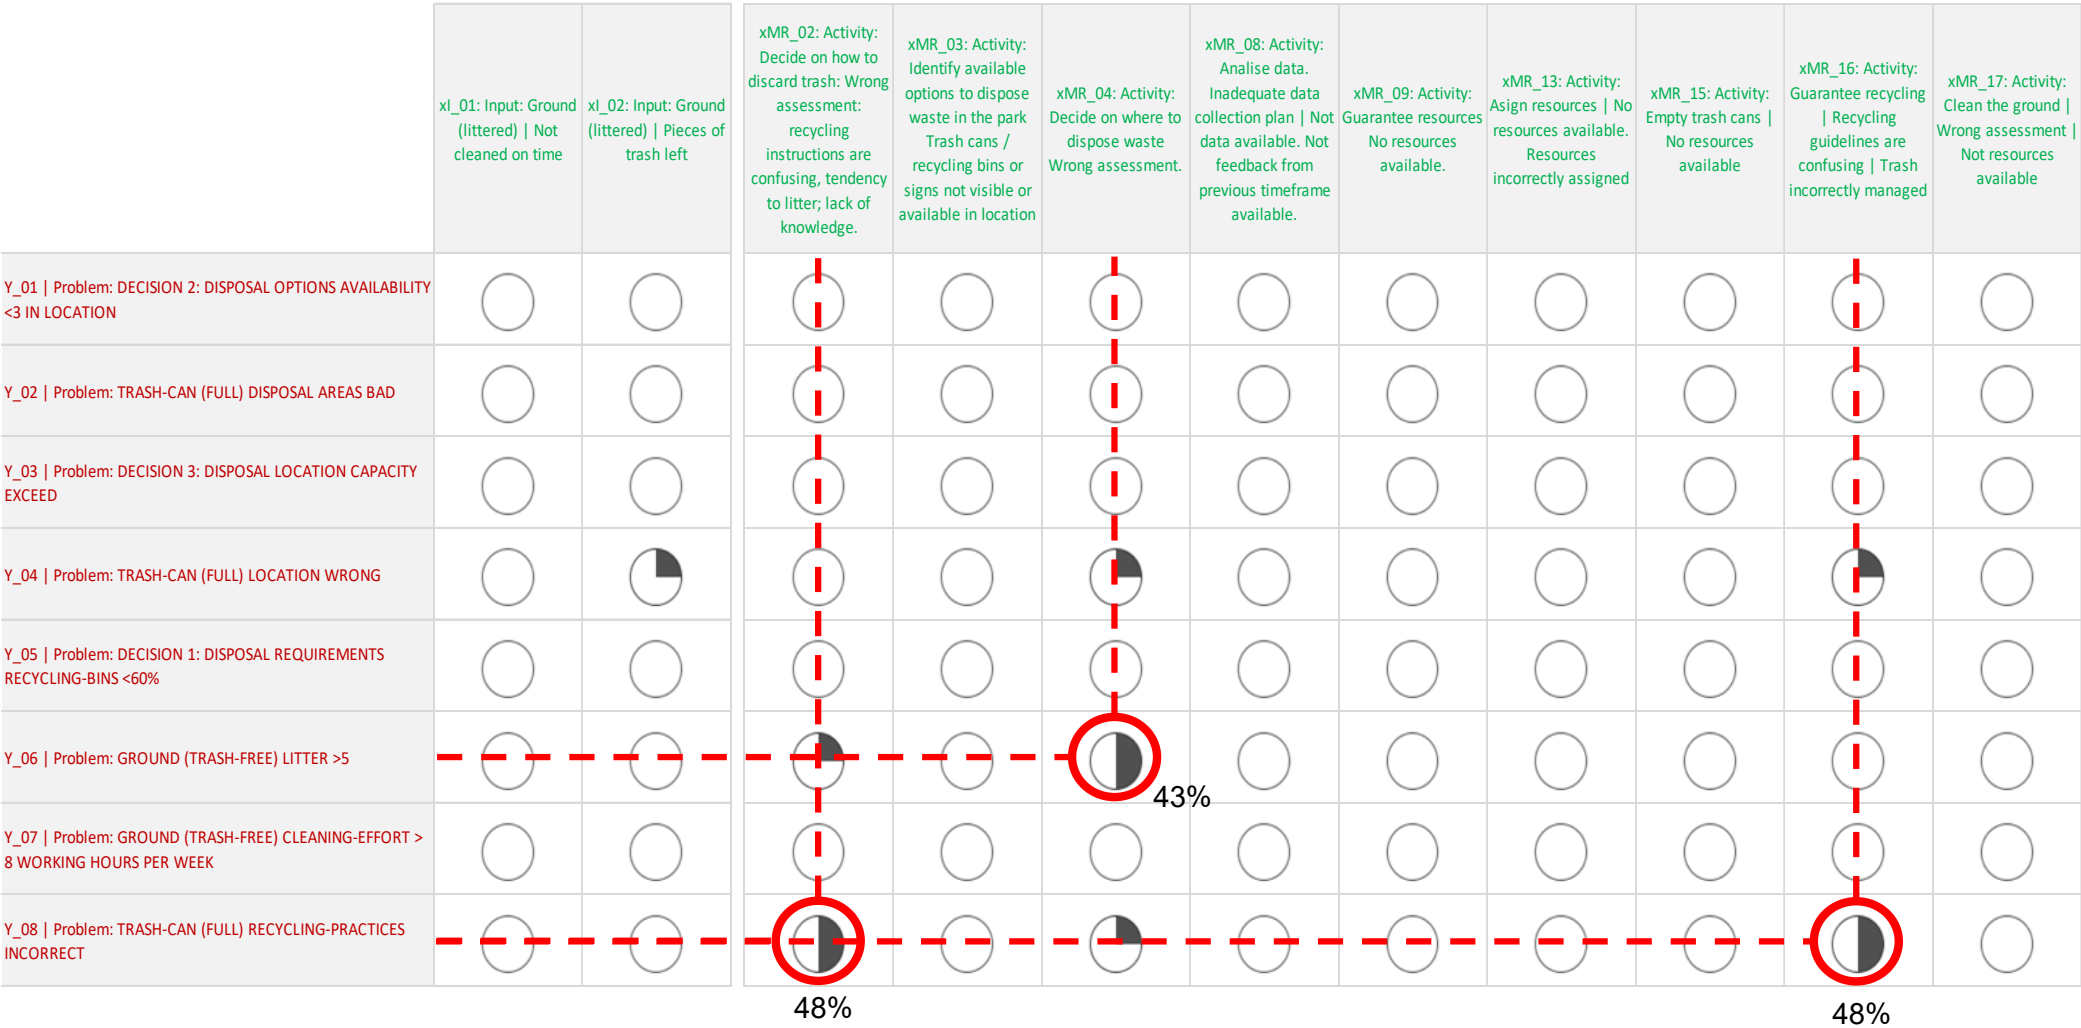 xI_01: Input: Ground
(littered) | Not
cleaned on time
xI_02: Input: Ground
(littered) | Pieces of
trash left
xMR_02: Activity:
Decide on how to
discard trash: Wrong
assessment:
recycling
instructions are
confusing, tendency
to litter; lack of
knowledge.
xMR_03: Activity:
Identify available
options to dispose
waste in the park
Trash cans /
recycling bins or
signs not visible or
available in location
xMR_04: Activity:
Decide on where to
dispose waste
Wrong assessment.
xMR_08: Activity:
Analise data.
Inadequate data
collection plan | Not
data available. Not
feedback from
previous timeframe
available.
xMR_09: Activity:
Guarantee resources
No resources
available.
xMR_13: Activity:
Asign resources | No
resources available.
Resources
incorrectly assigned
xMR_15: Activity:
Empty trash cans |
No resources
available
xMR_16: Activity:
Guarantee recycling
| Recycling
guidelines are
confusing | Trash
incorrectly managed
xMR_17: Activity:
Clean the ground |
Wrong assessment |
Not resources
available
Y_01 | Problem: DECISION 2: DISPOSAL OPTIONS AVAILABILITY
<3 IN LOCATION
Y_02 | Problem: TRASH-CAN (FULL) DISPOSAL AREAS BAD
Y_03 | Problem: DECISION 3: DISPOSAL LOCATION CAPACITY
EXCEED
Y_04 | Problem: TRASH-CAN (FULL) LOCATION WRONG
Y_05 | Problem: DECISION 1: DISPOSAL REQUIREMENTS
RECYCLING-BINS <60%
Y_06 | Problem: GROUND (TRASH-FREE) LITTER >5
43%
Y_07 | Problem: GROUND (TRASH-FREE) CLEANING-EFFORT >
8 WORKING HOURS PER WEEK
Y_08 | Problem: TRASH-CAN (FULL) RECYCLING-PRACTICES
INCORRECT
48%
48%